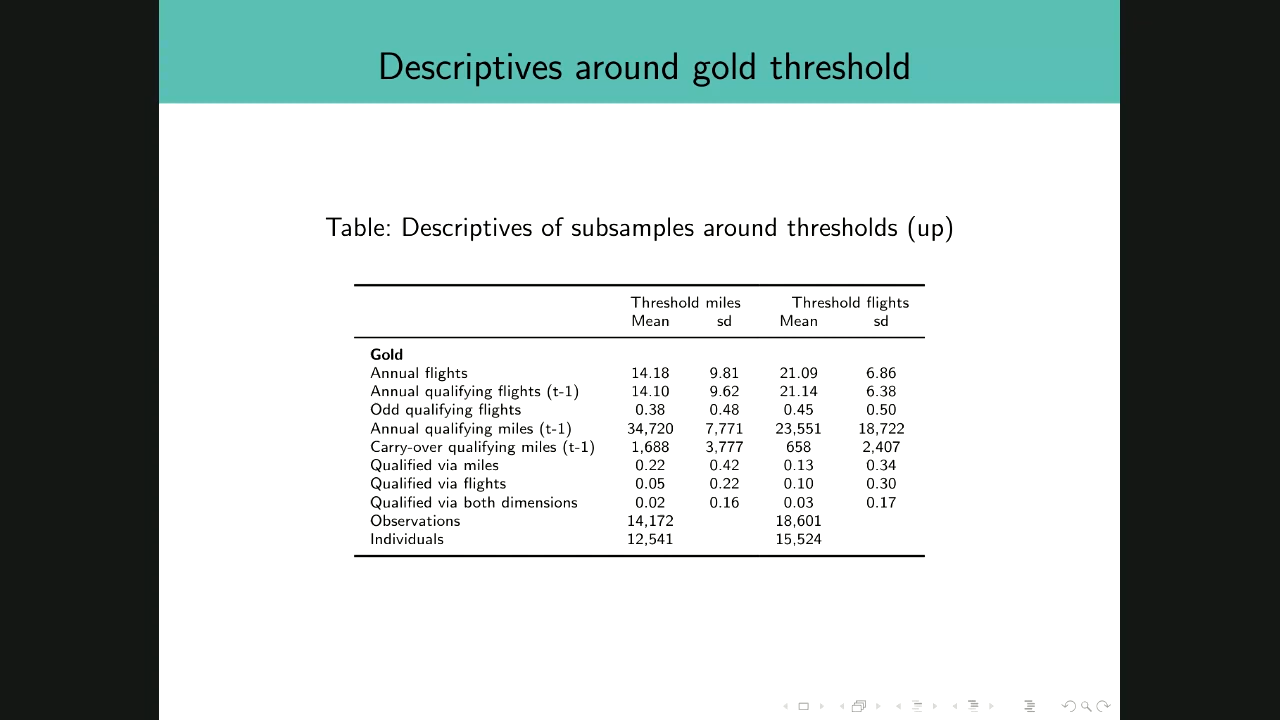 Descriptives around gold threshold
Table: Descriptives of subsamples around thresholds (up)
Threshold miles Threshold flights
Mean sd Mean sd
Gold
Annual flights 14.18 9.81 21.09 6.86
Annual qualifying flights (t-1) 14.10 9.62 21.14 6.38
Odd qualifying flights 0.38 0.48 0.45 0.50
Annual qualifying miles (t-1) 34,720 7,771 23,551 18,722
Carry-over qualifying miles (t-1) 1,688 3,777 658 2,407
Qualified via miles 0.22 0.42 0.13 0.34
Qualified via flights 0.05 0.22 0.10 0.30
Qualified via both dimensions 0.02 0.16 0.03 0.17
Observations 14,172 18,601
Individuals 12,541 15,524